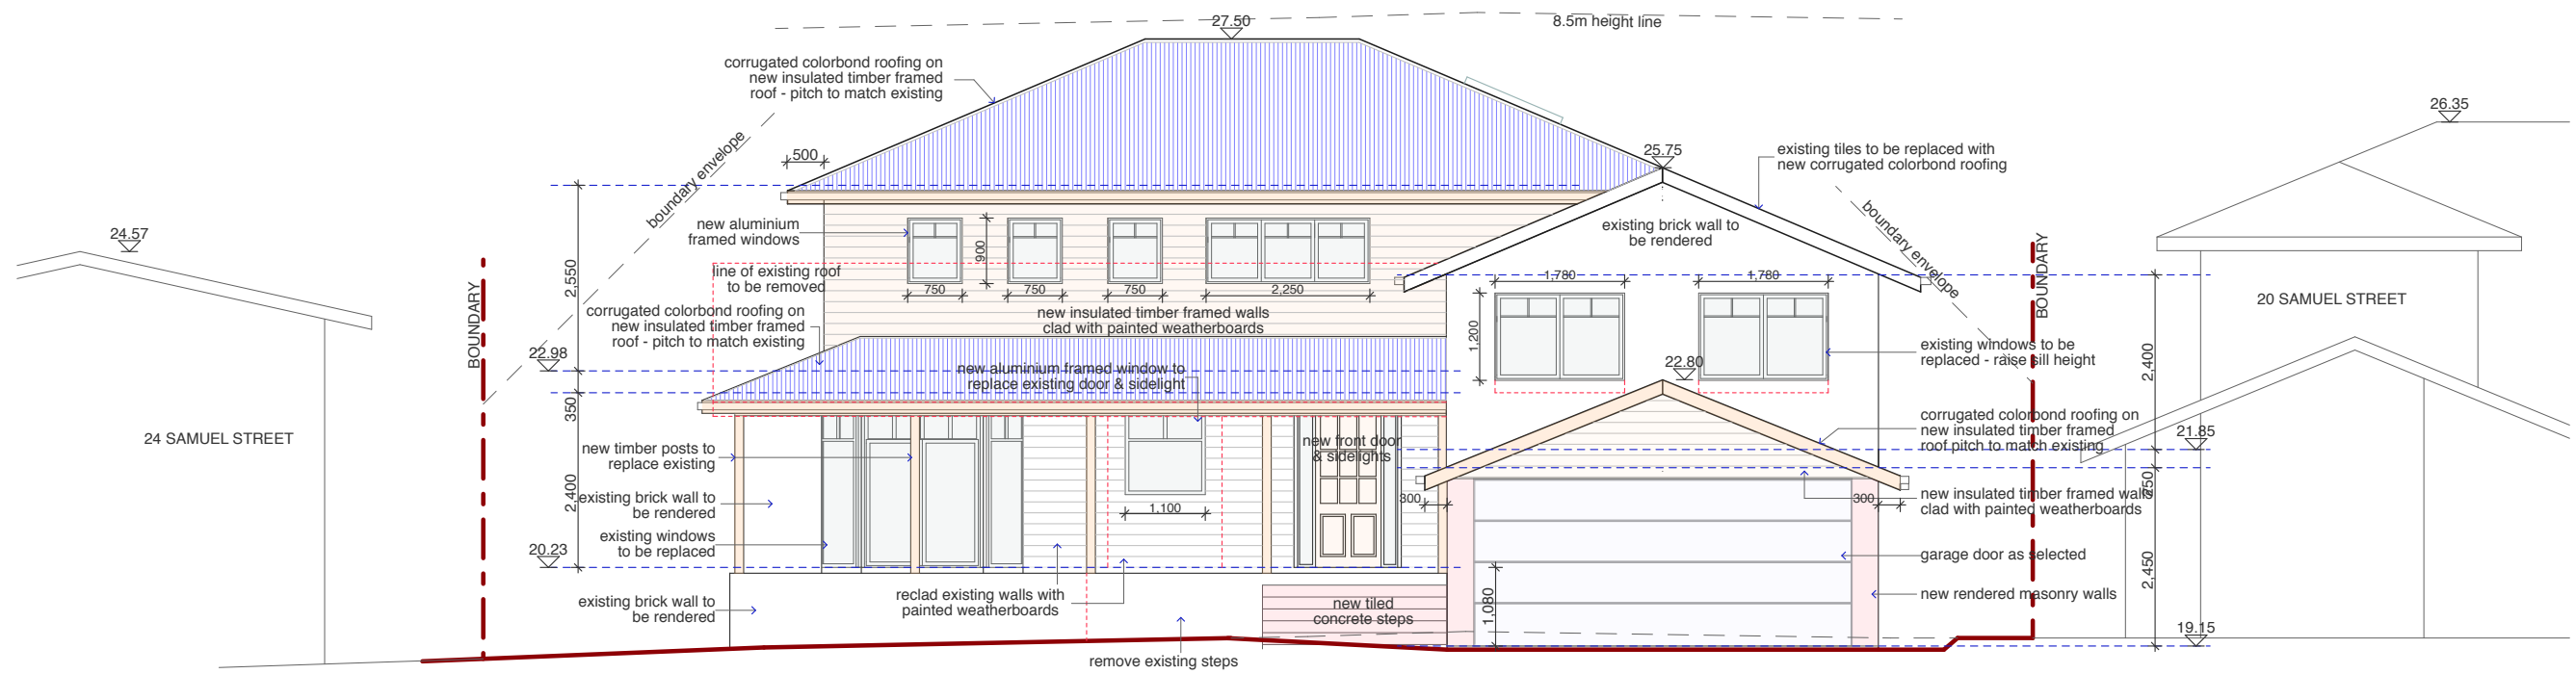 27.50
8.5m height line
corrugated colorbond roofing on
new insulated timber framed
roof - pitch to match existing
26.35
boundary envelope
500
25.75
existing tiles to be replaced with
new corrugated colorbond roofing
24.57
new aluminium
framed windows
900
existing brick wall to
be rendered
boundary envelope
BOUNDARY
2,550
line of existing roof
to be removed
750
750
750
2,250
1,780
1,780
20 SAMUEL STREET
BOUNDARY
corrugated colorbond roofing on
new insulated timber framed
roof - pitch to match existing
new insulated timber framed walls
clad with painted weatherboards
1,200
existing windows to be
replaced - raise sill height
2,400
22.98
new aluminium framed window to
replace existing door & sidelight
22.80
350
24 SAMUEL STREET
new timber posts to
replace existing
new front door
& sidelights
corrugated colorbond roofing on
new insulated timber framed
roof pitch to match existing
21.85
2,400
existing brick wall to
be rendered
1,100
300
300
new insulated timber framed walls
clad with painted weatherboards
250
existing windows
to be replaced
20.23
garage door as selected
2,450
existing brick wall to
be rendered
reclad existing walls with
painted weatherboards
new tiled
concrete steps
1,080
new rendered masonry walls
19.15
remove existing steps